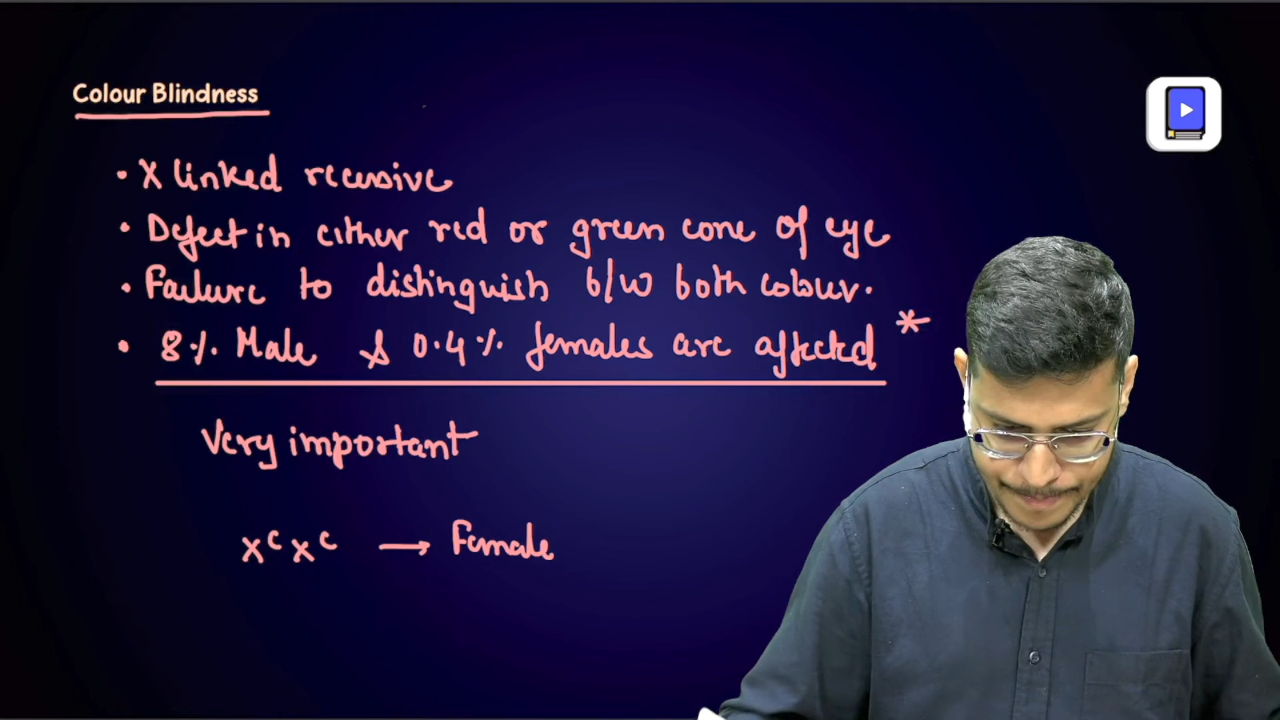 Colour Blindness
• X linked recessive
• Defect in either red or green cone of eye
• Failure to distinguish b/w both colour.
• 8% Male & 0.4% females are affected *
Very important
XᶜXᶜ → Female